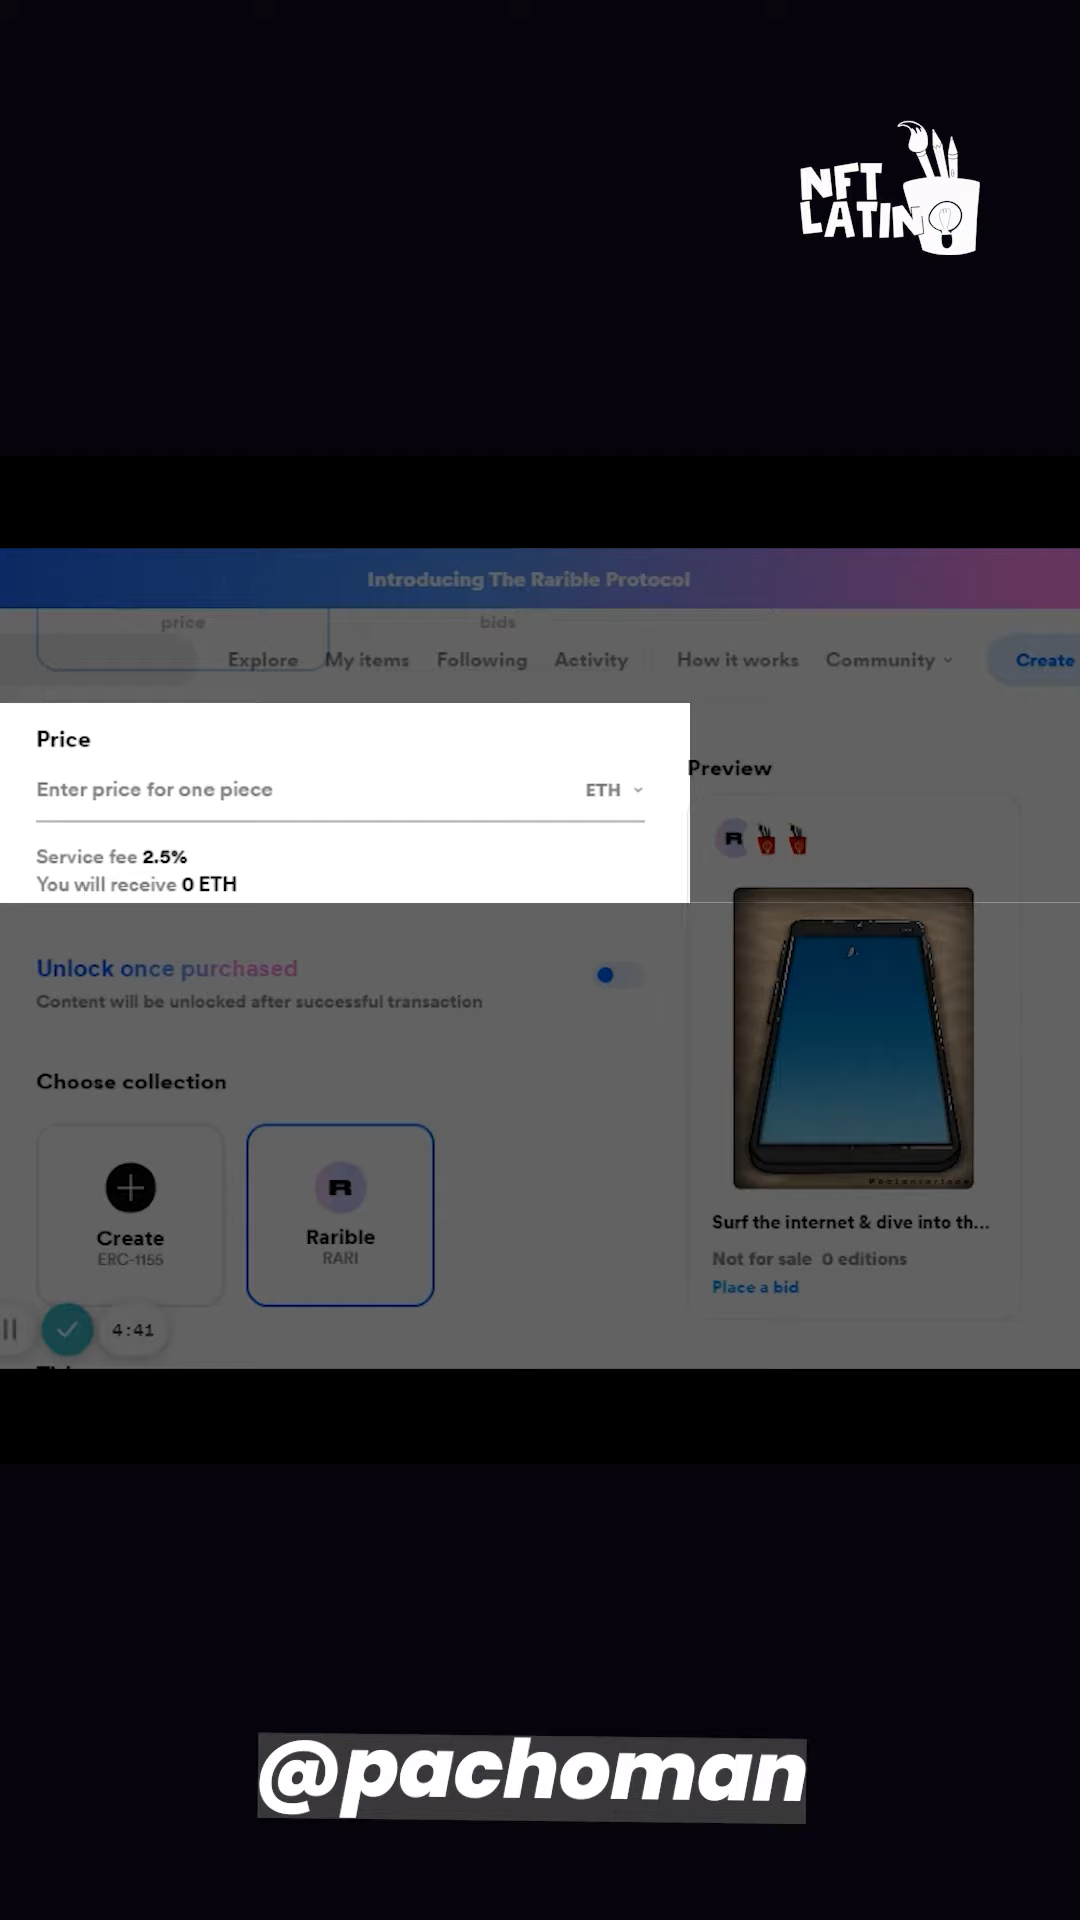 NFT
LATINO
Introducing The Rarible Protocol
price
bids
Explore
My items
Following
Activity
How it works
Community
Create
Price
Enter price for one piece
ETH
Service fee 2.5%
You will receive 0 ETH
Preview
R
Unlock once purchased
Content will be unlocked after successful transaction
Choose collection
Create
ERC-1155
R
Rarible
RARI
Surf the internet & dive into th...
Not for sale 0 editions
Place a bid
4:41
@pachoman